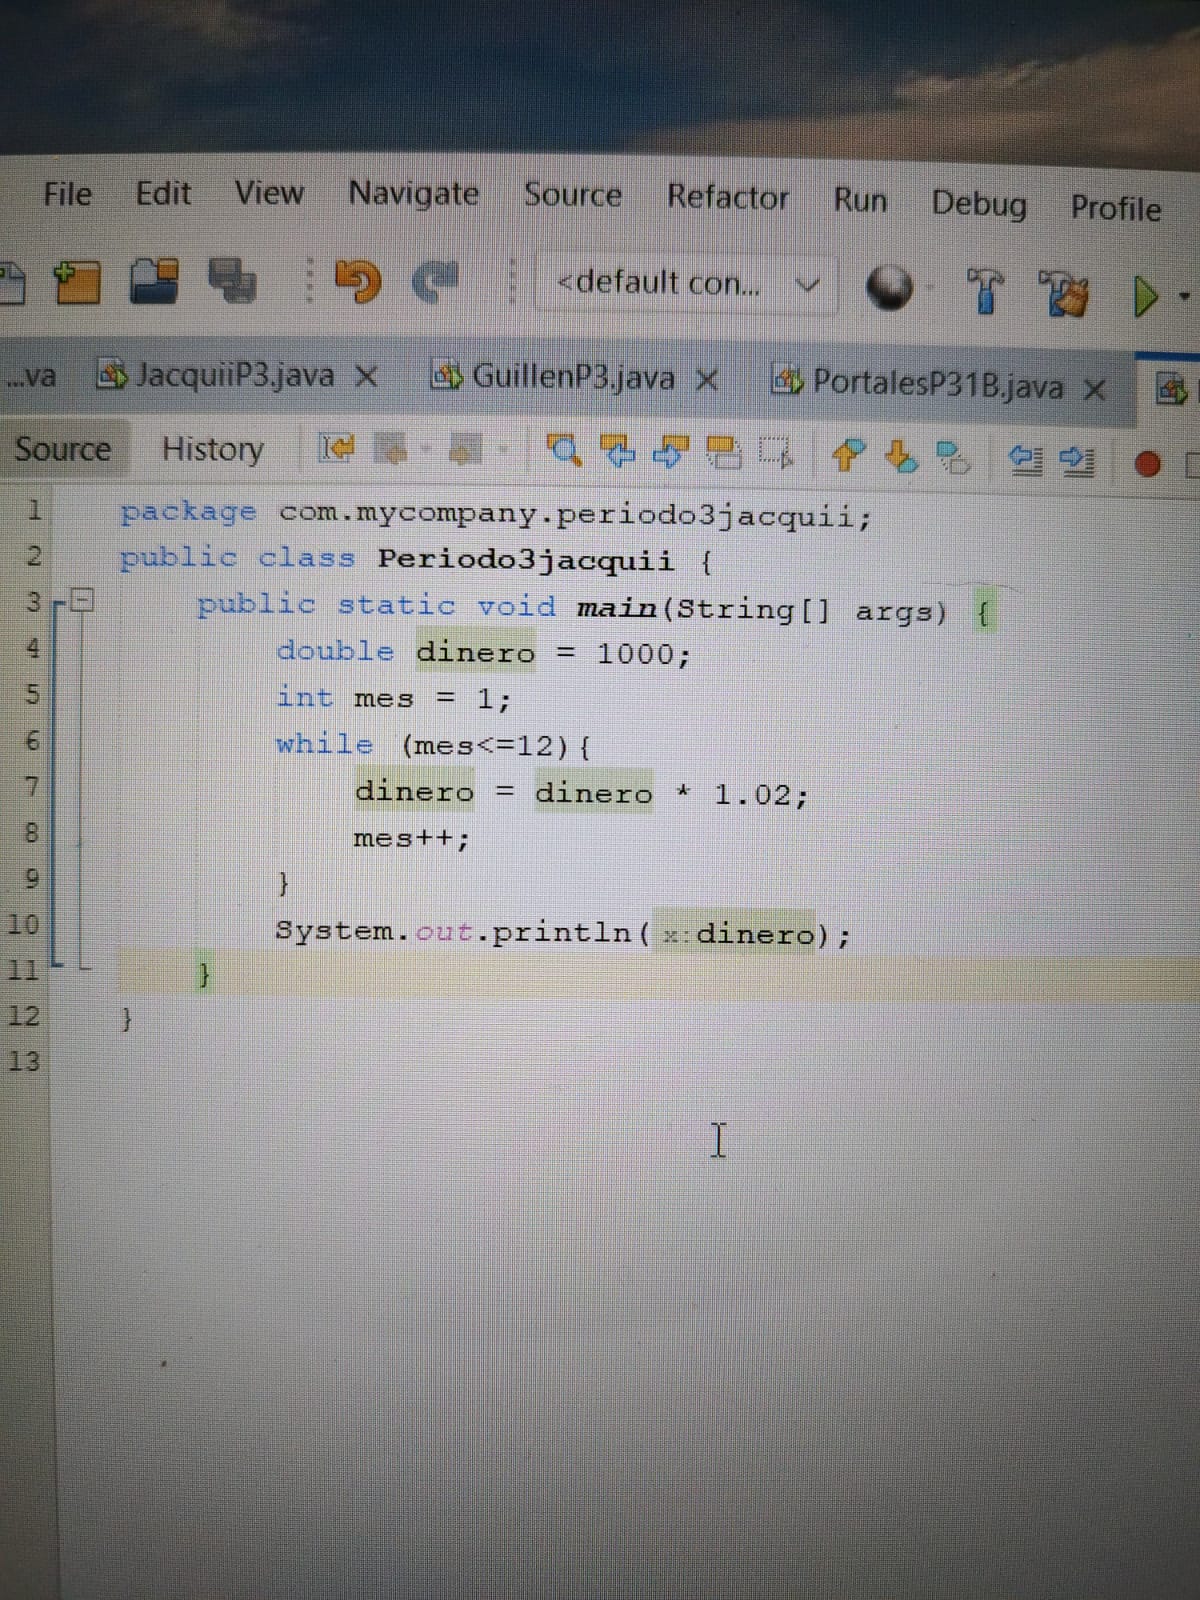 File Edit View Navigate Source Refactor Run Debug Profile
<default con...
...va JacquiiP3.java GuillenP3.java PortalesP31B.java
Source History
1 package com.mycompany.periodo3jacquii;
2 public class Periodo3jacquii {
3 public static void main(String[] args) {
4 double dinero = 1000;
5 int mes = 1;
6 while (mes<=12){
7 dinero = dinero * 1.02;
8 mes++;
9 }
10 System.out.println( x: dinero);
11 }
12 }
13